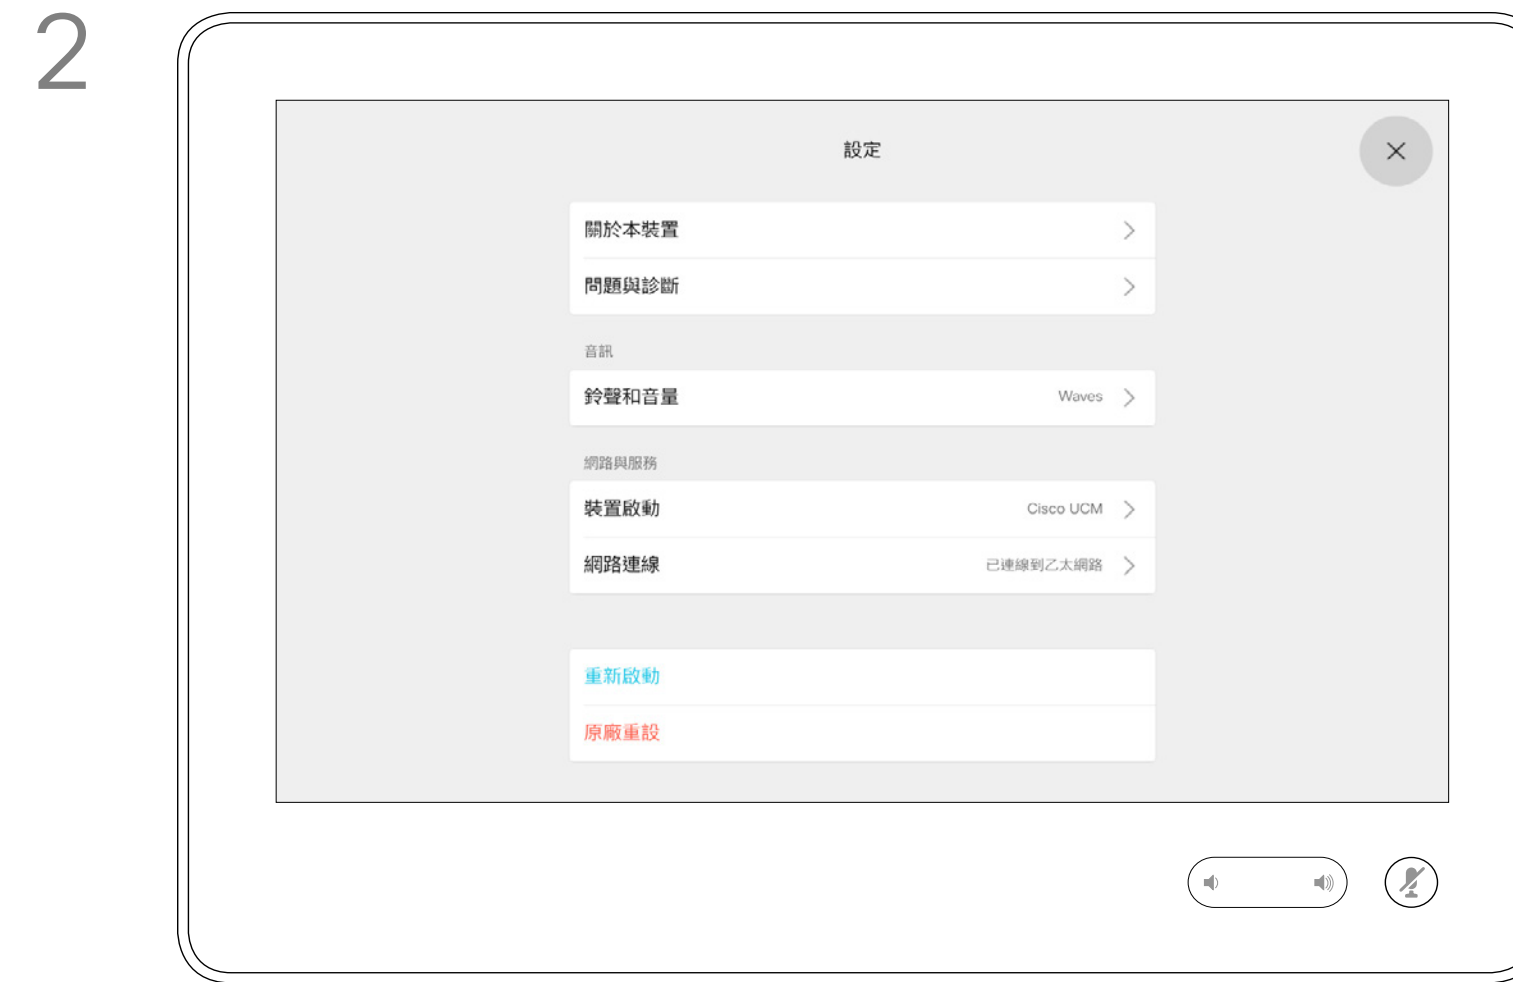 2
設定
關於本裝置
問題與診斷
音訊
鈴聲和音量 Waves
網路與服務
裝置啟動 Cisco UCM
網路連線 已連線到乙太網路
重新啟動
原廠重設